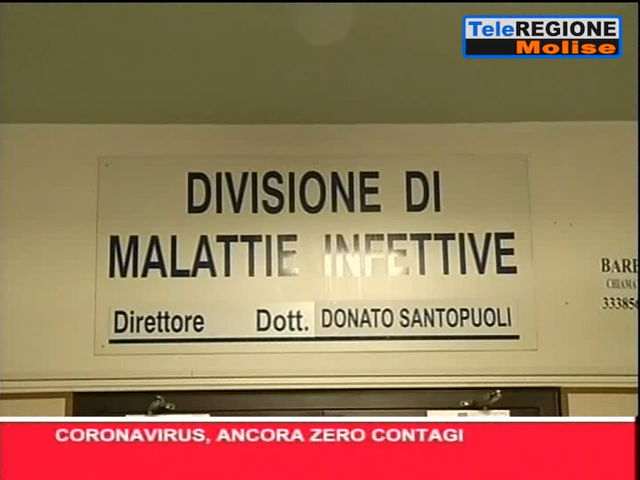 TeleREGIONE
Molise
DIVISIONE DI
MALATTIE INFETTIVE
Direttore Dott. DONATO SANTOPUOLI
CORONAVIRUS, ANCORA ZERO CONTAGI